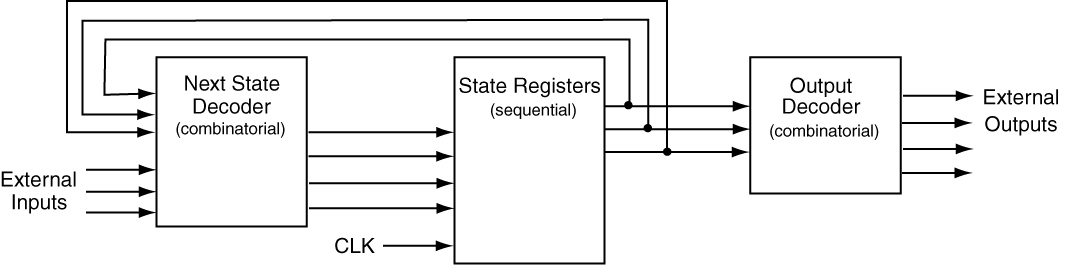 Next State
Decoder
(combinatorial)
State Registers
(sequential)
Output
Decoder
(combinatorial)
External
Outputs
External
Inputs
CLK